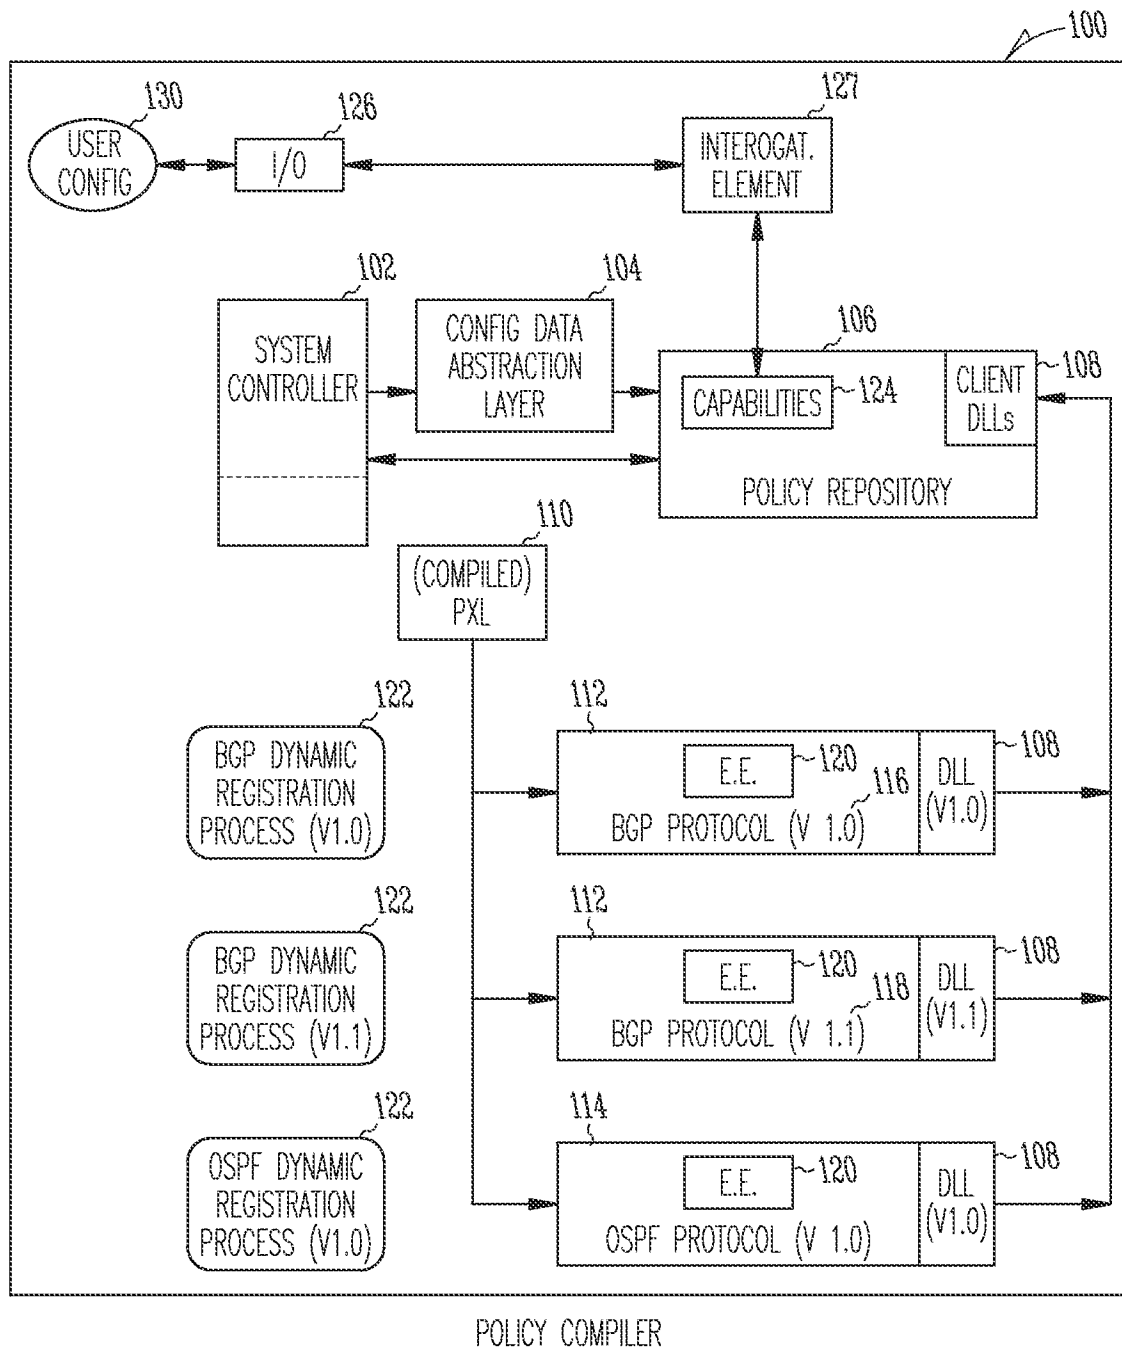 100
130
126
127
USER
CONFIG
I/O
INTEROGAT.
ELEMENT
102
104
106
108
SYSTEM
CONTROLLER
CONFIG DATA
ABSTRACTION
LAYER
CAPABILITIES
124
CLIENT
DLLs
POLICY REPOSITORY
110
(COMPILED)
PXL
122
BGP DYNAMIC
REGISTRATION
PROCESS (V1.0)
112
E.E.
120
116
BGP PROTOCOL (V 1.0)
DLL
(V1.0)
108
122
BGP DYNAMIC
REGISTRATION
PROCESS (V1.1)
112
E.E.
120
118
BGP PROTOCOL (V 1.1)
DLL
(V1.1)
108
122
OSPF DYNAMIC
REGISTRATION
PROCESS (V1.0)
114
E.E.
120
OSPF PROTOCOL (V 1.0)
DLL
(V1.0)
108
POLICY COMPILER